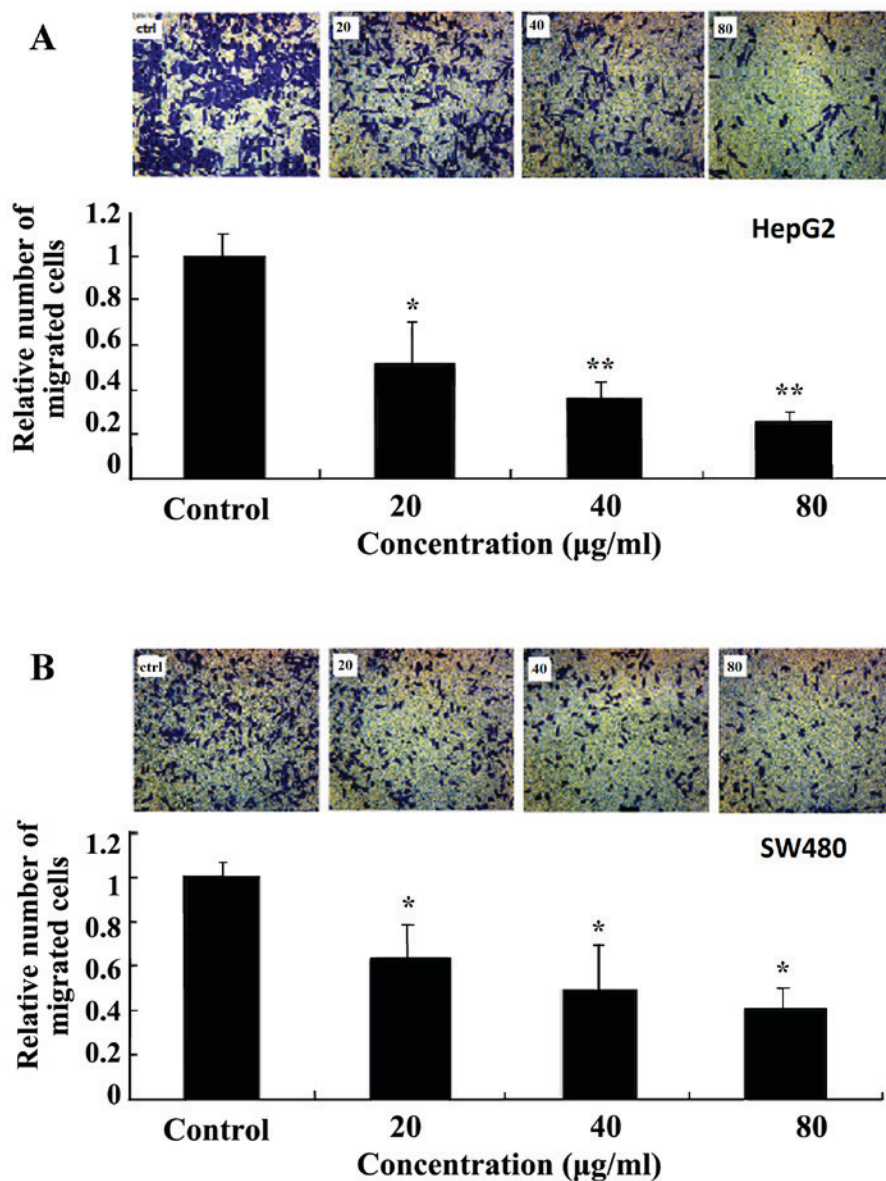 A
ctrl
20
40
80
HepG2
Relative number of
migrated cells
1.2
1
0.8
0.6
0.4
0.2
0
*
**
**
Control
20
40
80
Concentration (µg/ml)
B
ctrl
20
40
80
SW480
Relative number of
migrated cells
1.2
1
0.8
0.6
0.4
0.2
0
*
*
*
Control
20
40
80
Concentration (µg/ml)